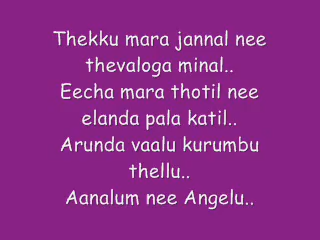 Thekku mara jannal nee
thevaloga minal..
Eecha mara thotil nee
elanda pala katil..
Arunda vaalu kurumbu
thellu..
Aanalum nee Angelu..